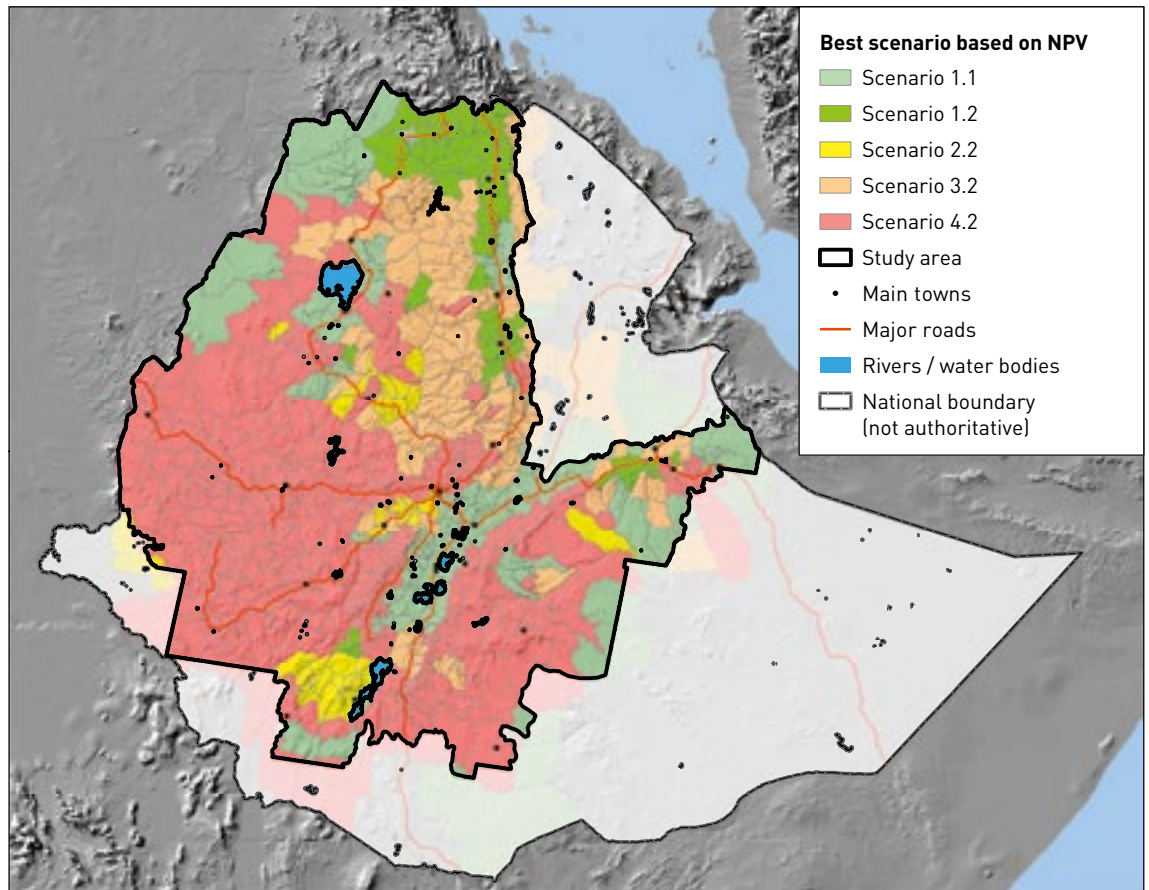 Best scenario based on NPV
Scenario 1.1
Scenario 1.2
Scenario 2.2
Scenario 3.2
Scenario 4.2
Study area
Main towns
Major roads
Rivers / water bodies
National boundary
(not authoritative)